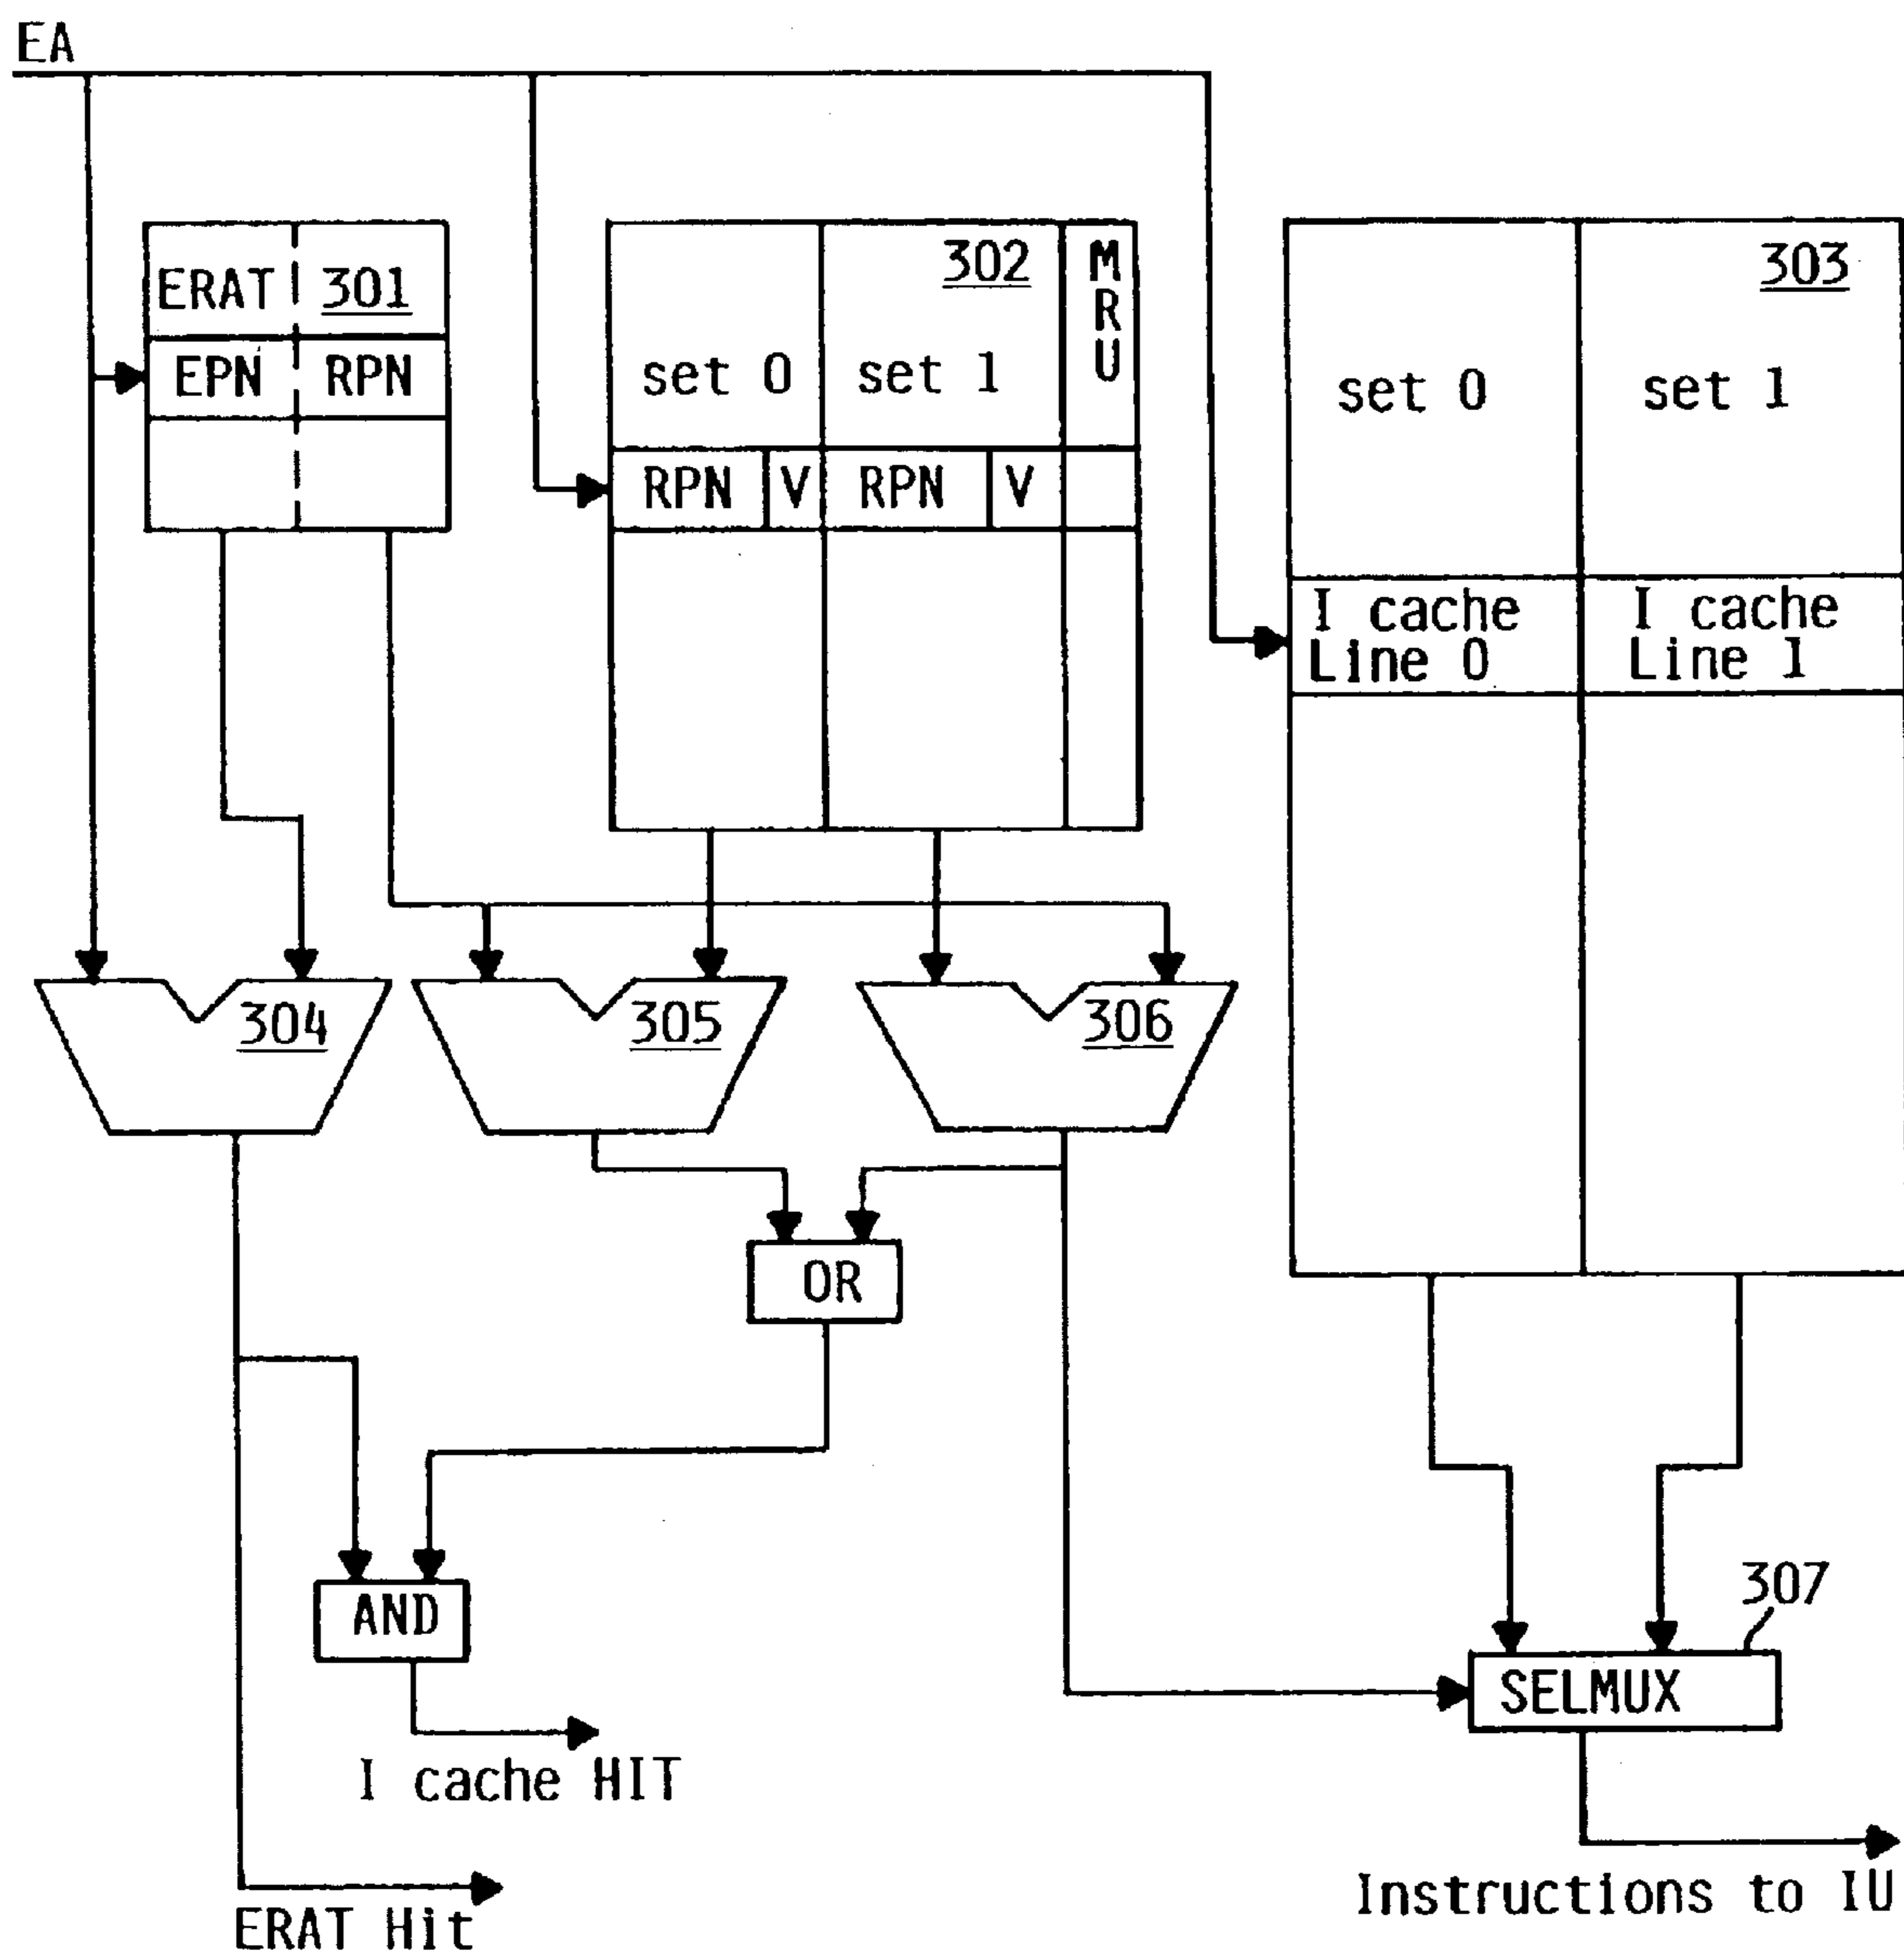 EA
ERAT 301
EPN RPN
302
M
R
U
set 0 set 1
RPN V RPN V
303
set 0 set 1
I cache
Line 0
I cache
Line 1
304
305
306
OR
AND
307
SELMUX
I cache HIT
Instructions to IU
ERAT Hit